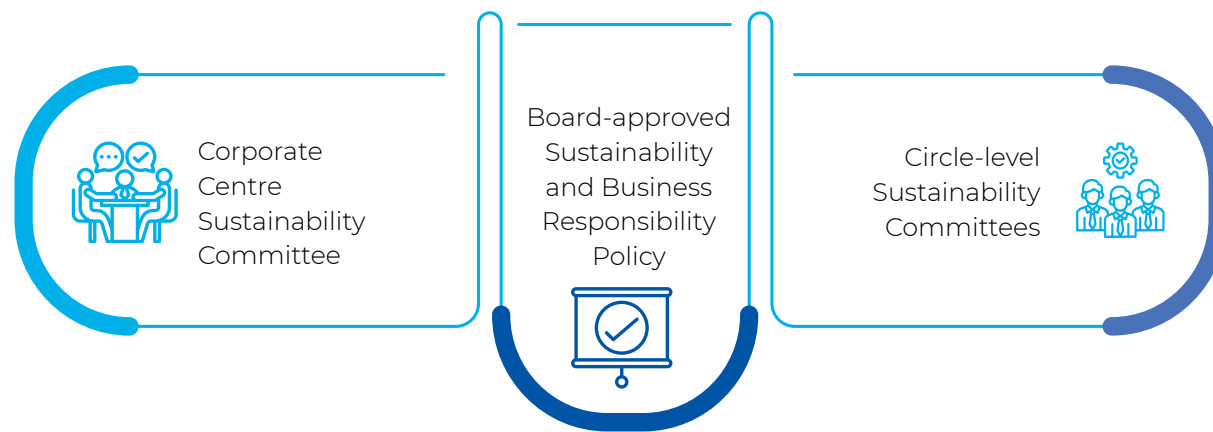 Corporate
Centre
Sustainability
Committee
Board-approved
Sustainability
and Business
Responsibility
Policy
Circle-level
Sustainability
Committees